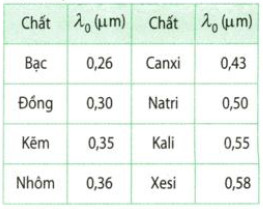 Chất λ₀ (μm) Chất λ₀ (μm)
Bạc 0,26 Canxi 0,43
Đồng 0,30 Natri 0,50
Kẽm 0,35 Kali 0,55
Nhôm 0,36 Xesi 0,58